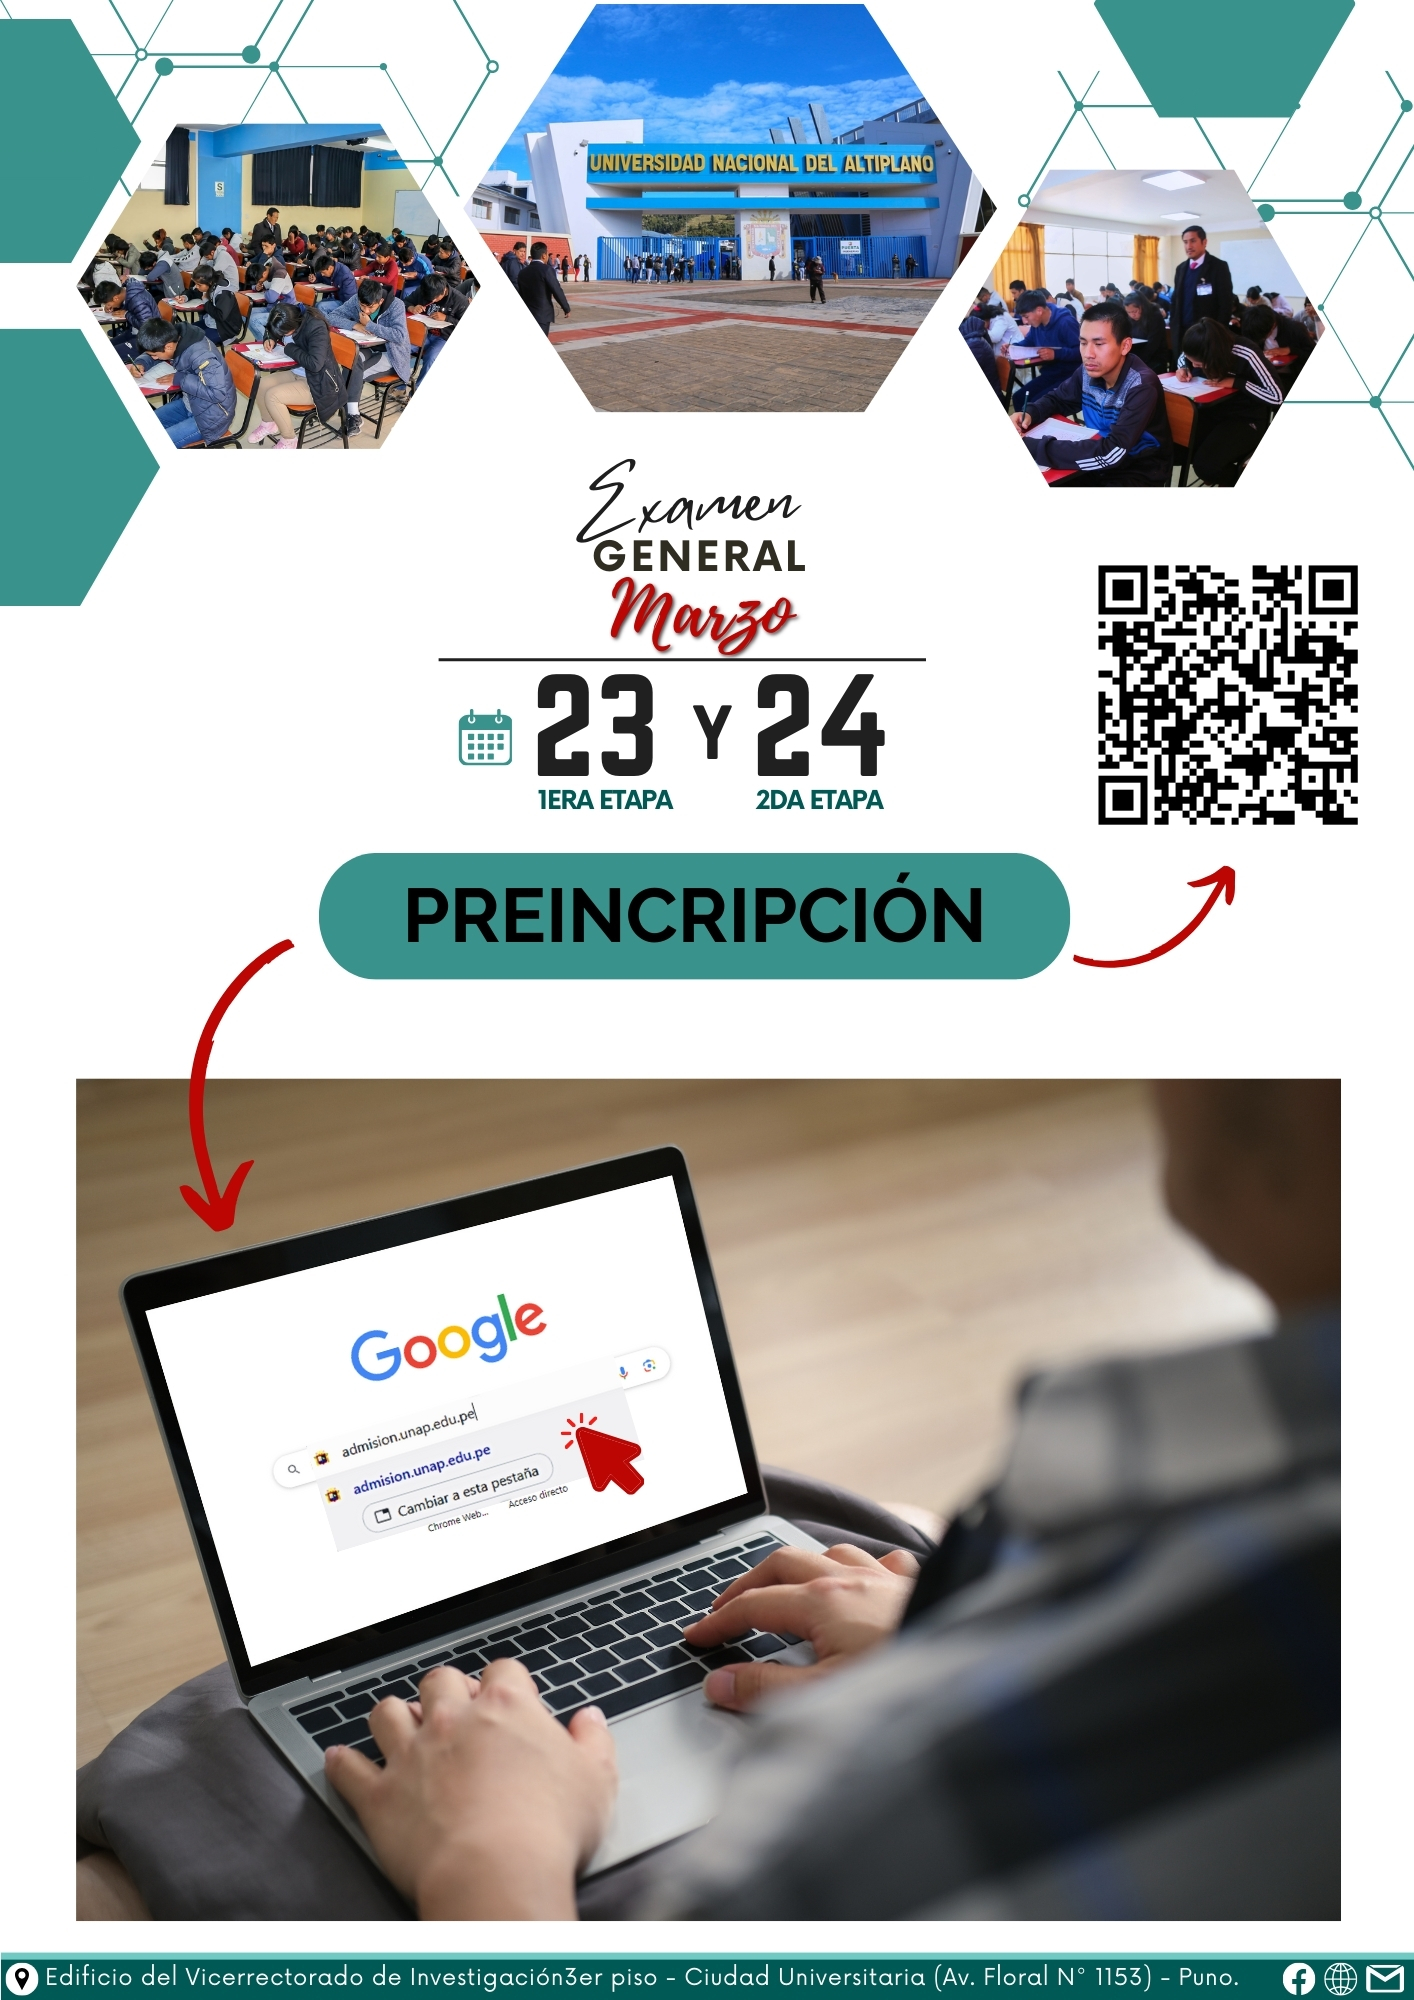 UNIVERSIDAD NACIONAL DEL ALTIPLANO
PUERTA
Examen
GENERAL
Marzo
23 Y 24
1ERA ETAPA 2DA ETAPA
PREINCRIPCIÓN
Google
admision.unap.edu.pe
admision.unap.edu.pe
Cambiar a esta pestaña
Chrome Web... Acceso directo
Edificio del Vicerrectorado de Investigación3er piso - Ciudad Universitaria (Av. Floral N° 1153) - Puno.